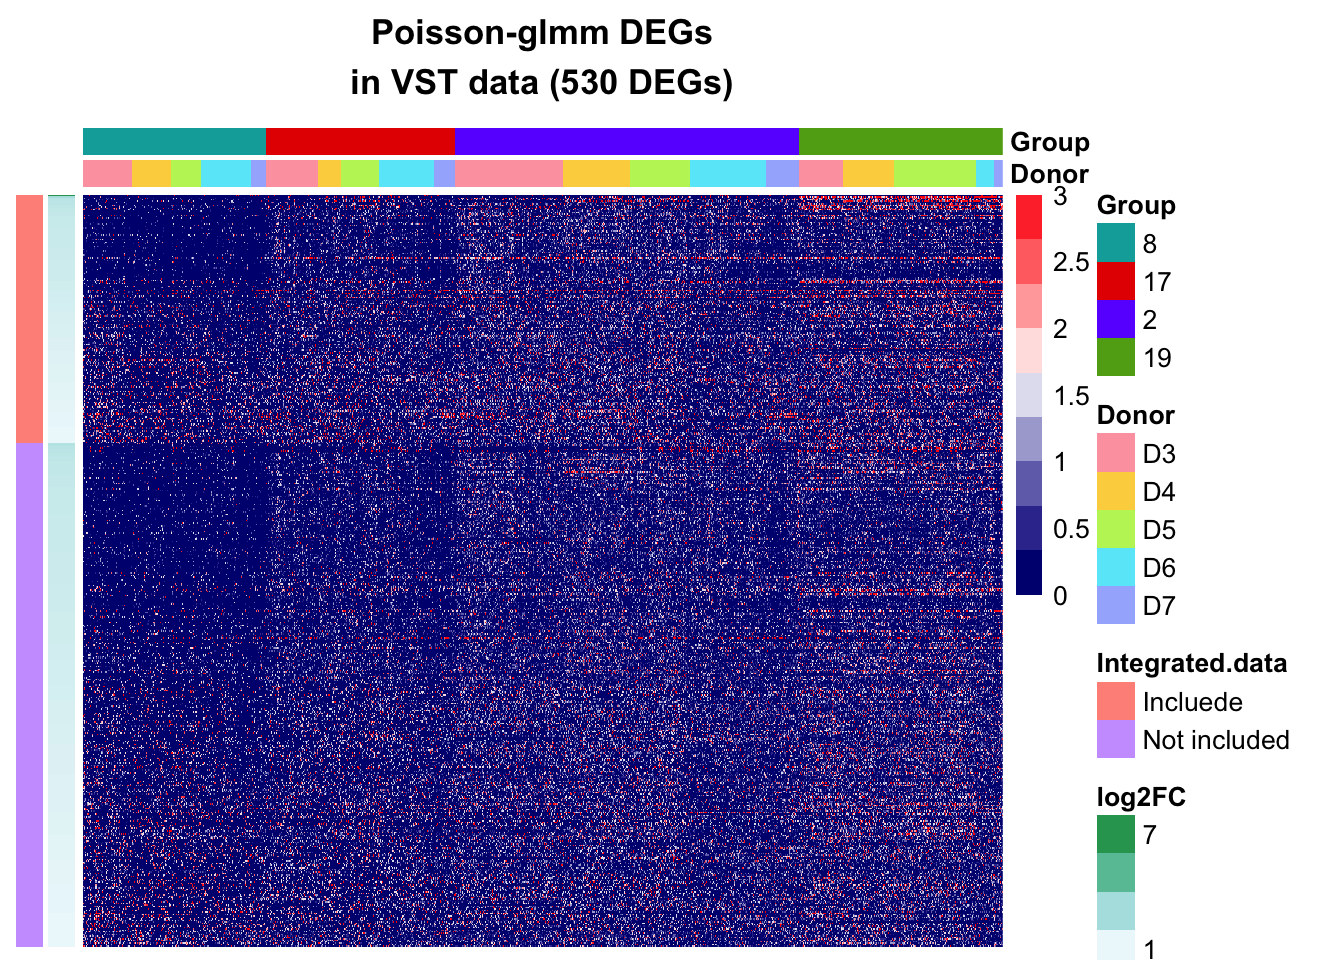 Poisson-glmm DEGs
in VST data (530 DEGs)
Group
Donor
3
2.5
2
1.5
1
0.5
0
Group
8
17
2
19
Donor
D3
D4
D5
D6
D7
Integrated.data
Incluede
Not included
log2FC
7
1